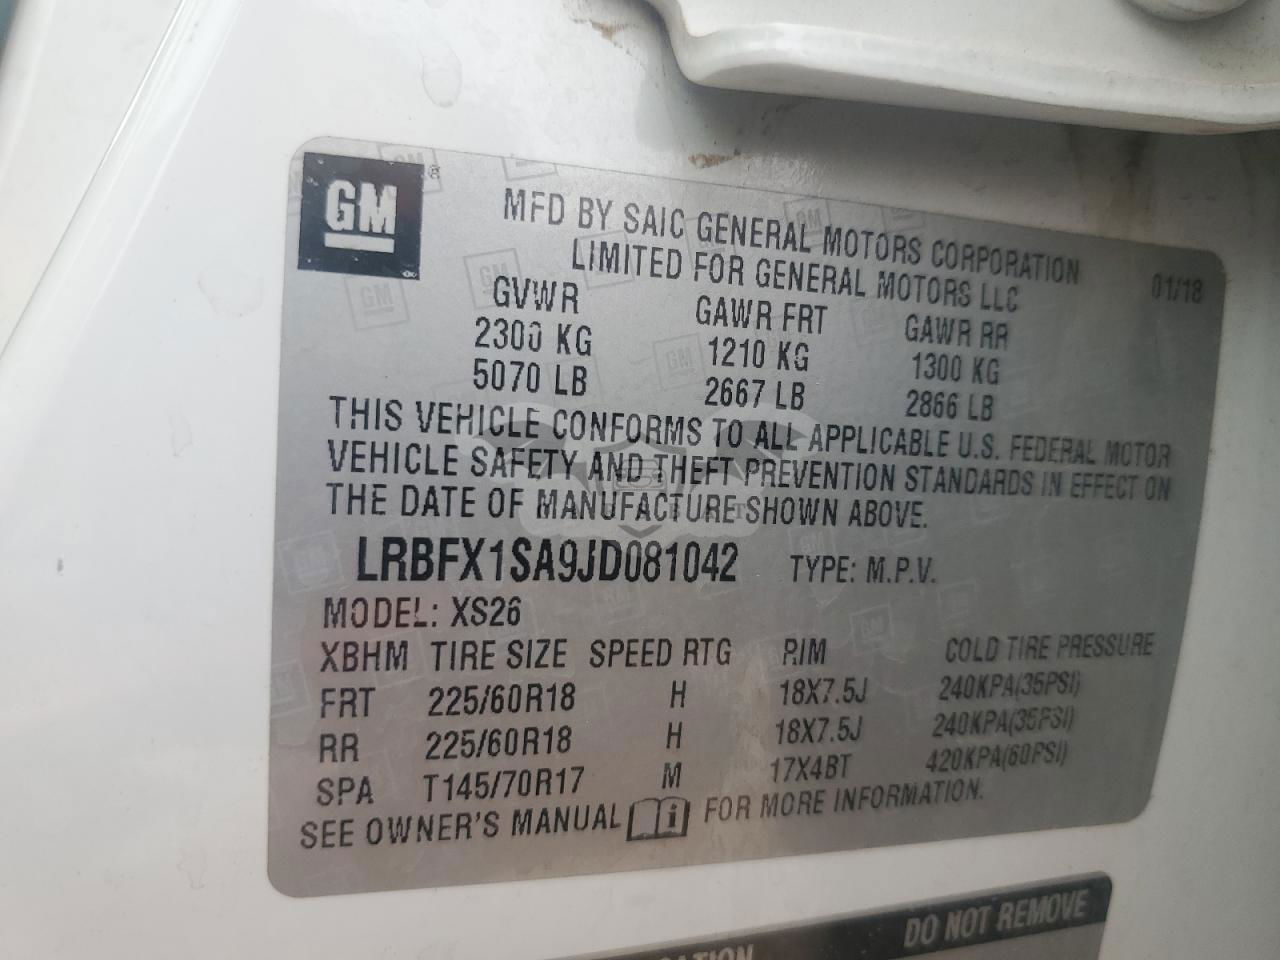 GM
MFD BY SAIC GENERAL MOTORS CORPORATION
LIMITED FOR GENERAL MOTORS LLC
01/18
GVWR GAWR FRT GAWR RR
2300 KG 1210 KG 1300 KG
5070 LB 2667 LB 2866 LB
THIS VEHICLE CONFORMS TO ALL APPLICABLE U.S. FEDERAL MOTOR
VEHICLE SAFETY AND THEFT PREVENTION STANDARDS IN EFFECT ON
THE DATE OF MANUFACTURE SHOWN ABOVE.
LRBFX1SA9JD081042 TYPE: M.P.V.
MODEL: XS26
XBHM TIRE SIZE SPEED RTG RIM COLD TIRE PRESSURE
FRT 225/60R18 H 18X7.5J 240KPA(35PSI)
RR 225/60R18 H 18X7.5J 240KPA(35PSI)
SPA T145/70R17 M 17X4BT 420KPA(60PSI)
SEE OWNER'S MANUAL i FOR MORE INFORMATION.
DO NOT REMOVE